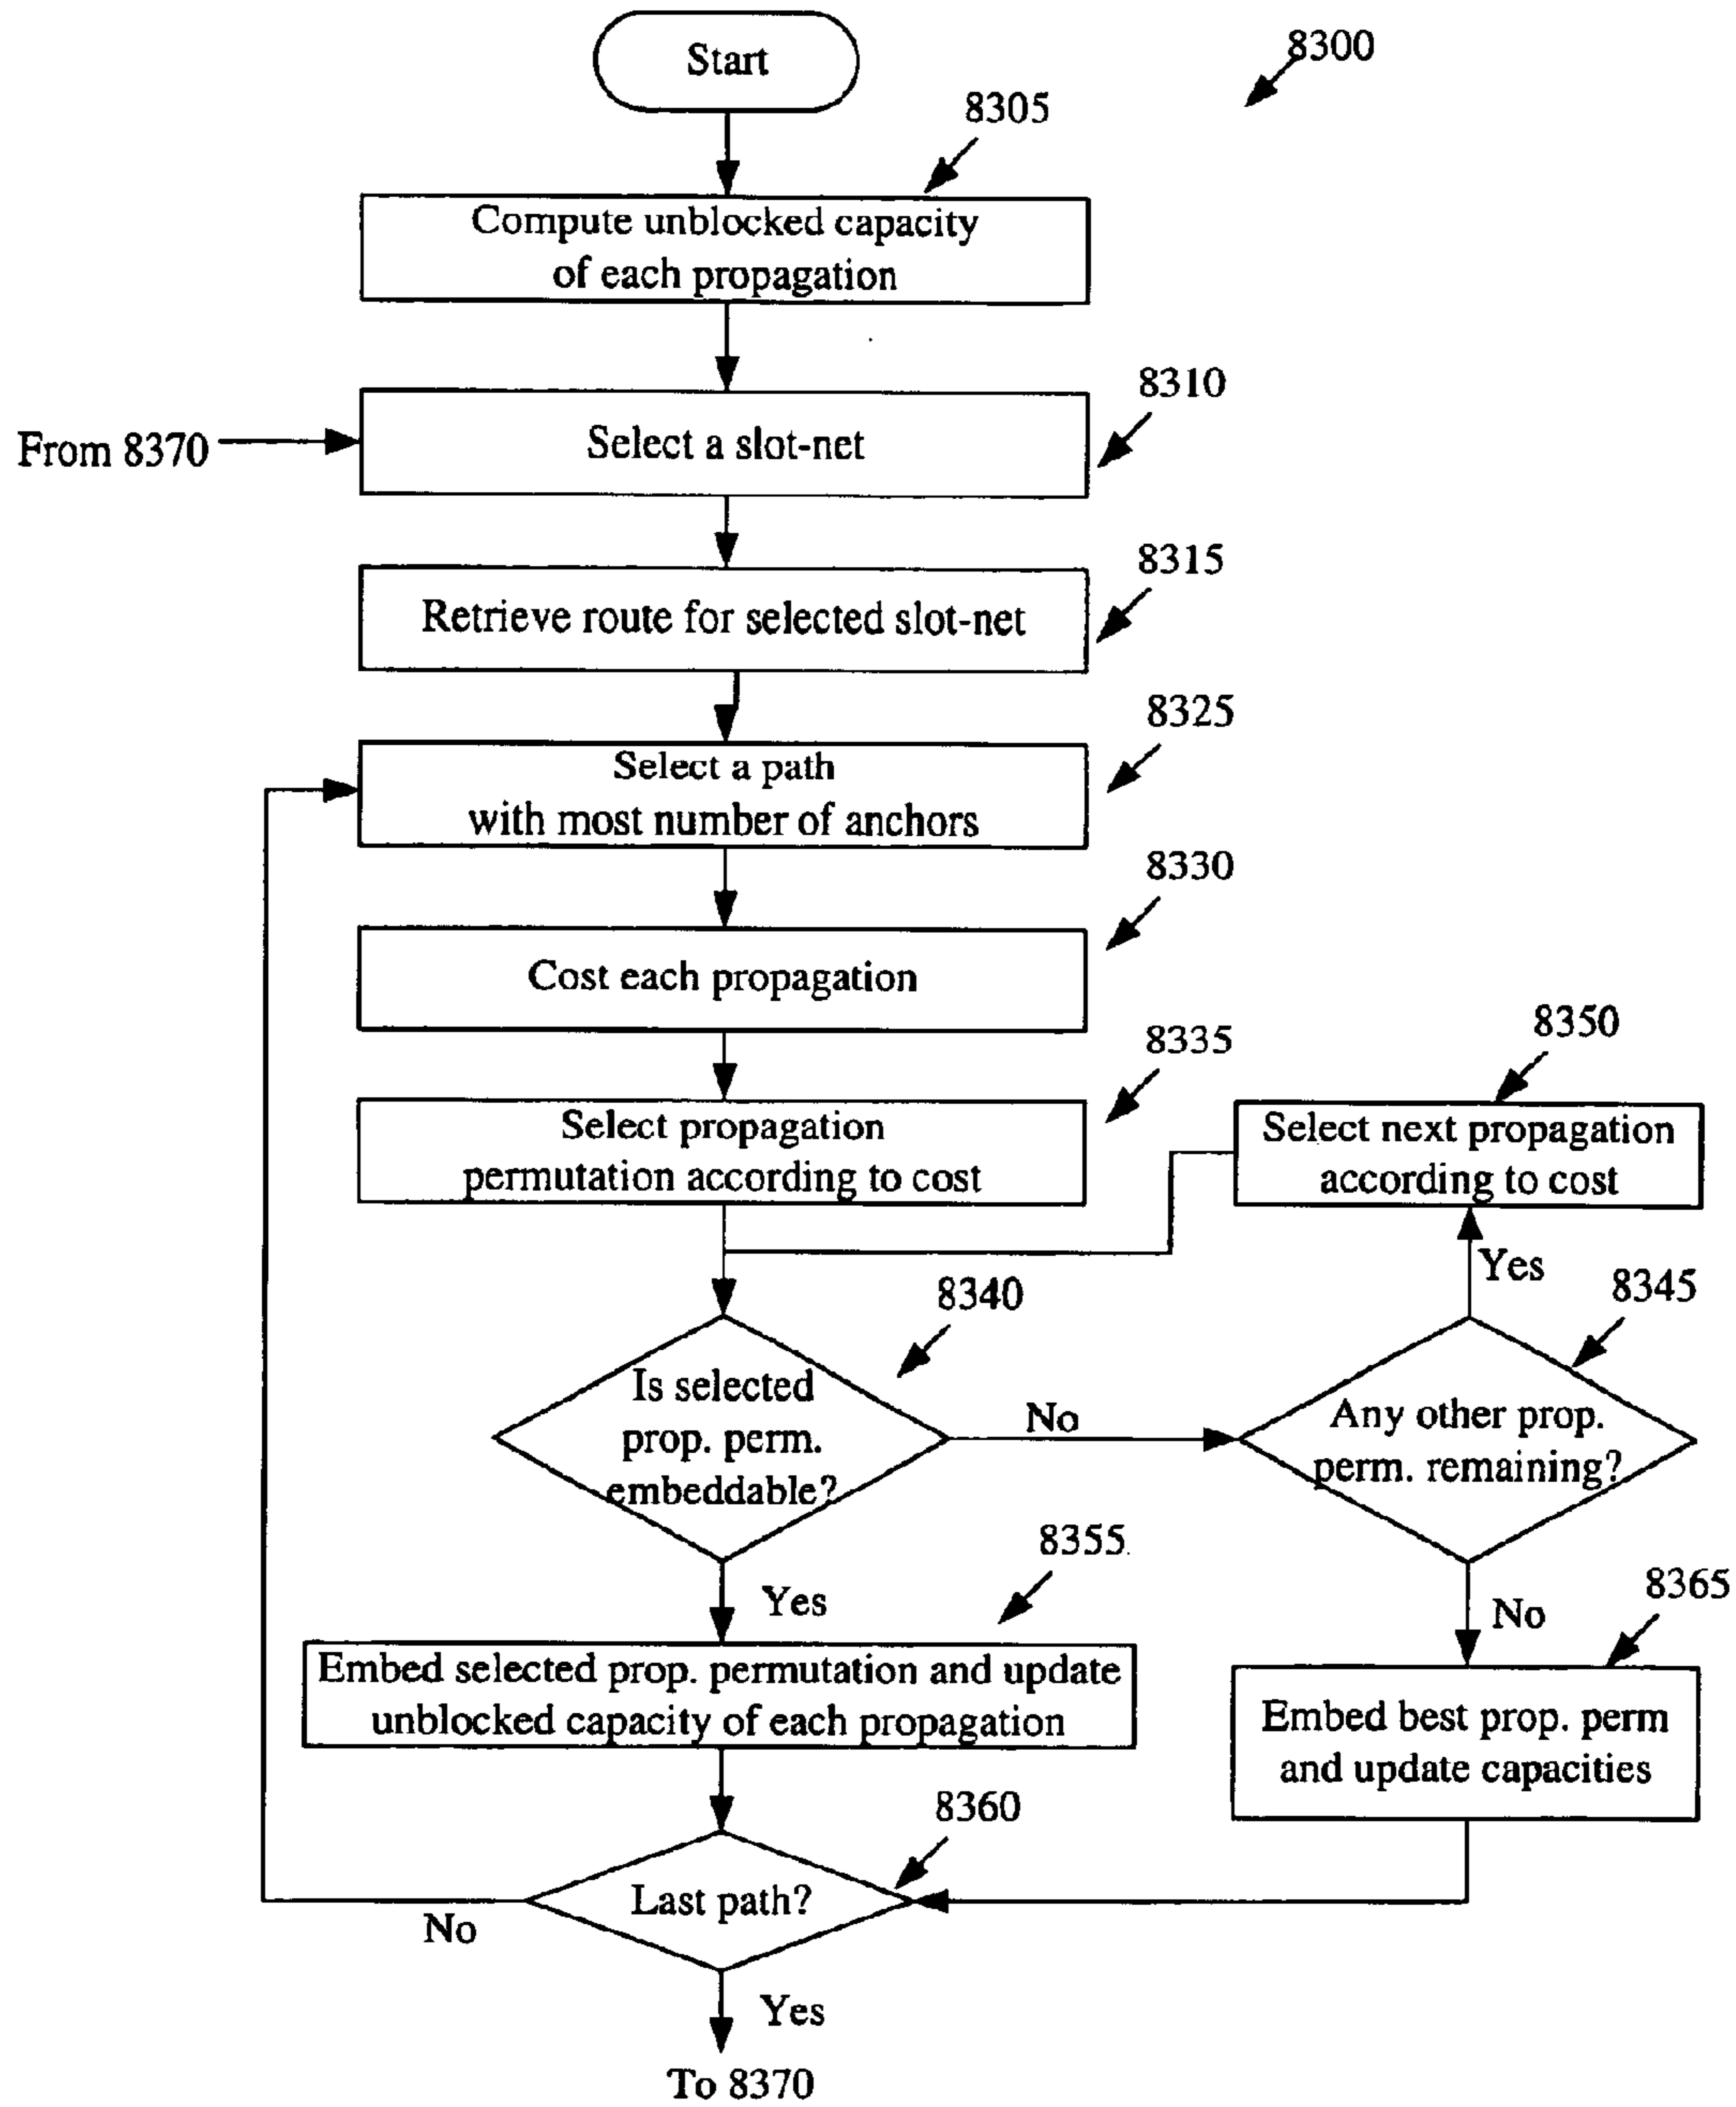 Start
8300
8305
Compute unblocked capacity
of each propagation
8310
From 8370
Select a slot-net
8315
Retrieve route for selected slot-net
8325
Select a path
with most number of anchors
8330
Cost each propagation
8335
8350
Select propagation
permutation according to cost
Select next propagation
according to cost
Yes
8340
8345
Is selected
prop. perm.
embeddable?
No
Any other prop.
perm. remaining?
8355
Yes
8365
No
Embed selected prop. permutation and update
unblocked capacity of each propagation
Embed best prop. perm
and update capacities
8360
Last path?
No
Yes
To 8370